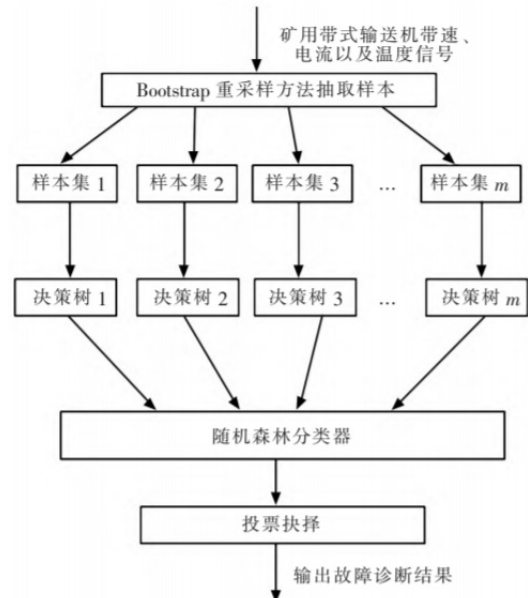 矿用带式输送机带速、
电流以及温度信号
Bootstrap 重采样方法抽取样本
样本集 1 样本集 2 样本集 3 ... 样本集 m
决策树 1 决策树 2 决策树 3 ... 决策树 m
随机森林分类器
投票抉择
输出故障诊断结果